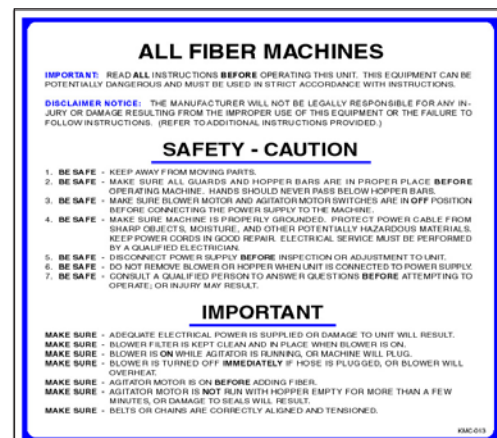 ALL FIBER MACHINES
IMPORTANT: READ ALL INSTRUCTIONS BEFORE OPERATING THIS UNIT. THIS EQUIPMENT CAN BE
POTENTIALLY DANGEROUS AND MUST BE USED IN STRICT ACCORDANCE WITH INSTRUCTIONS.
DISCLAIMER NOTICE: THE MANUFACTURER WILL NOT BE LEGALLY RESPONSIBLE FOR ANY IN-
JURY OR DAMAGE RESULTING FROM THE IMPROPER USE OF THIS EQUIPMENT OR THE FAILURE TO
FOLLOW INSTRUCTIONS. (REFER TO ADDITIONAL INSTRUCTIONS PROVIDED.)
SAFETY - CAUTION
1. BE SAFE - KEEP AWAY FROM MOVING PARTS.
2. BE SAFE - MAKE SURE ALL GUARDS AND HOPPER BARS ARE IN PROPER PLACE BEFORE
OPERATING MACHINE. HANDS SHOULD NEVER PASS BELOW HOPPER BARS.
3. BE SAFE - MAKE SURE BLOWER MOTOR AND AGITATOR MOTOR SWITCHES ARE IN OFF POSITION
BEFORE CONNECTING THE POWER SUPPLY TO THE MACHINE.
4. BE SAFE - MAKE SURE MACHINE IS PROPERLY GROUNDED. PROTECT POWER CABLE FROM
SHARP OBJECTS, MOISTURE, AND OTHER POTENTIALLY HAZARDOUS MATERIALS.
KEEP POWER CORDS IN GOOD REPAIR. ELECTRICAL SERVICE MUST BE PERFORMED
BY A QUALIFIED ELECTRICIAN.
5. BE SAFE - DISCONNECT POWER SUPPLY BEFORE INSPECTION OR ADJUSTMENT TO UNIT.
6. BE SAFE - DO NOT REMOVE BLOWER OR HOPPER WHEN UNIT IS CONNECTED TO POWER SUPPLY.
7. BE SAFE - CONSULT A QUALIFIED PERSON TO ANSWER QUESTIONS BEFORE ATTEMPTING TO
OPERATE; OR INJURY MAY RESULT.
IMPORTANT
MAKE SURE - ADEQUATE ELECTRICAL POWER IS SUPPLIED OR DAMAGE TO UNIT WILL RESULT.
MAKE SURE - BLOWER FILTER IS KEPT CLEAN AND IN PLACE WHEN BLOWER IS ON.
MAKE SURE - BLOWER IS ON WHILE AGITATOR IS RUNNING, OR MACHINE WILL PLUG.
MAKE SURE - BLOWER IS TURNED OFF IMMEDIATELY IF HOSE IS PLUGGED, OR BLOWER WILL
OVERHEAT.
MAKE SURE - AGITATOR MOTOR IS ON BEFORE ADDING FIBER.
MAKE SURE - AGITATOR MOTOR IS NOT RUN WITH HOPPER EMPTY FOR MORE THAN A FEW
MINUTES, OR DAMAGE TO SEALS WILL RESULT.
MAKE SURE - BELTS OR CHAINS ARE CORRECTLY ALIGNED AND TENSIONED.
KMC-013